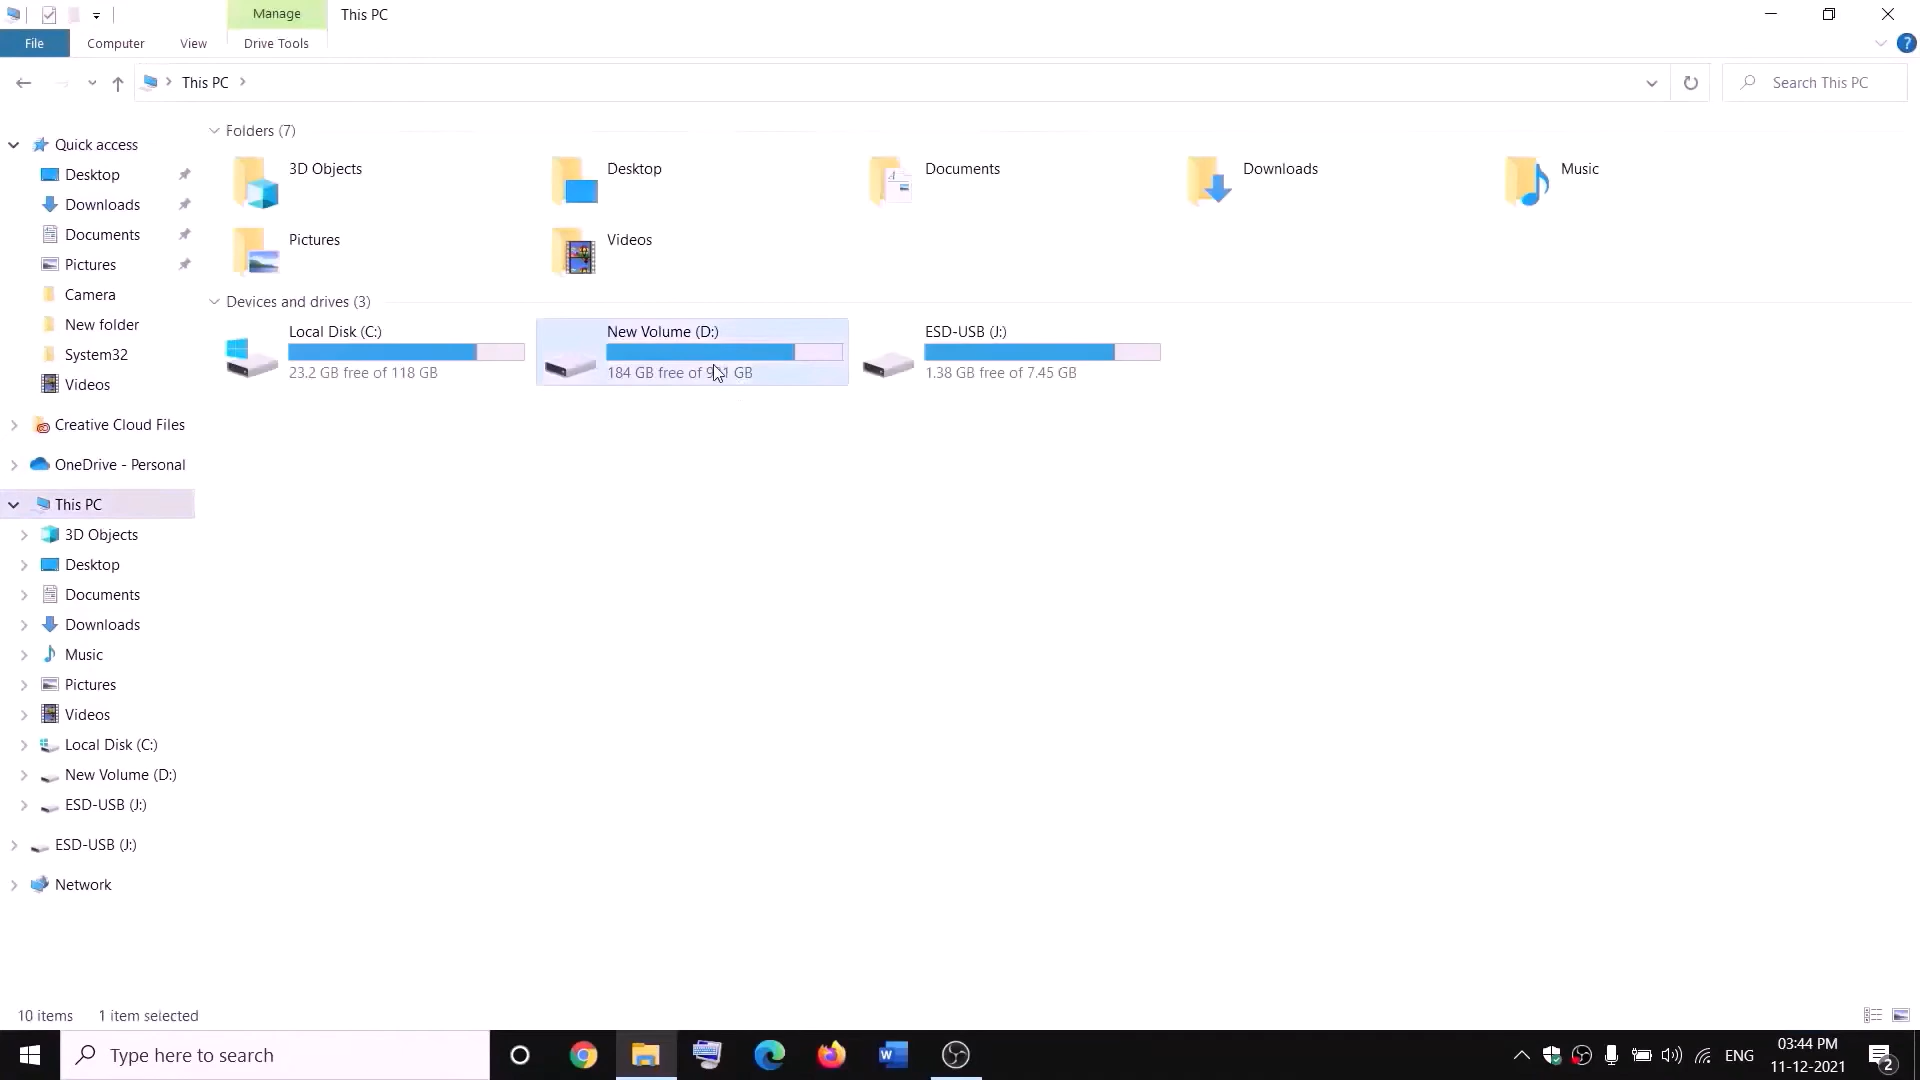 Manage
This PC
File
Computer
View
Drive Tools
This PC
Search This PC
Quick access
Desktop
Downloads
Documents
Pictures
Camera
New folder
System32
Videos
Creative Cloud Files
OneDrive - Personal
This PC
3D Objects
Desktop
Documents
Downloads
Music
Pictures
Videos
Local Disk (C:)
New Volume (D:)
ESD-USB (J:)
ESD-USB (J:)
Network
Folders (7)
3D Objects
Desktop
Documents
Downloads
Music
Pictures
Videos
Devices and drives (3)
Local Disk (C:)
23.2 GB free of 118 GB
New Volume (D:)
184 GB free of GB
ESD-USB (J:)
1.38 GB free of 7.45 GB
10 items
1 item selected
Type here to search
ENG
03:44 PM
11-12-2021
2